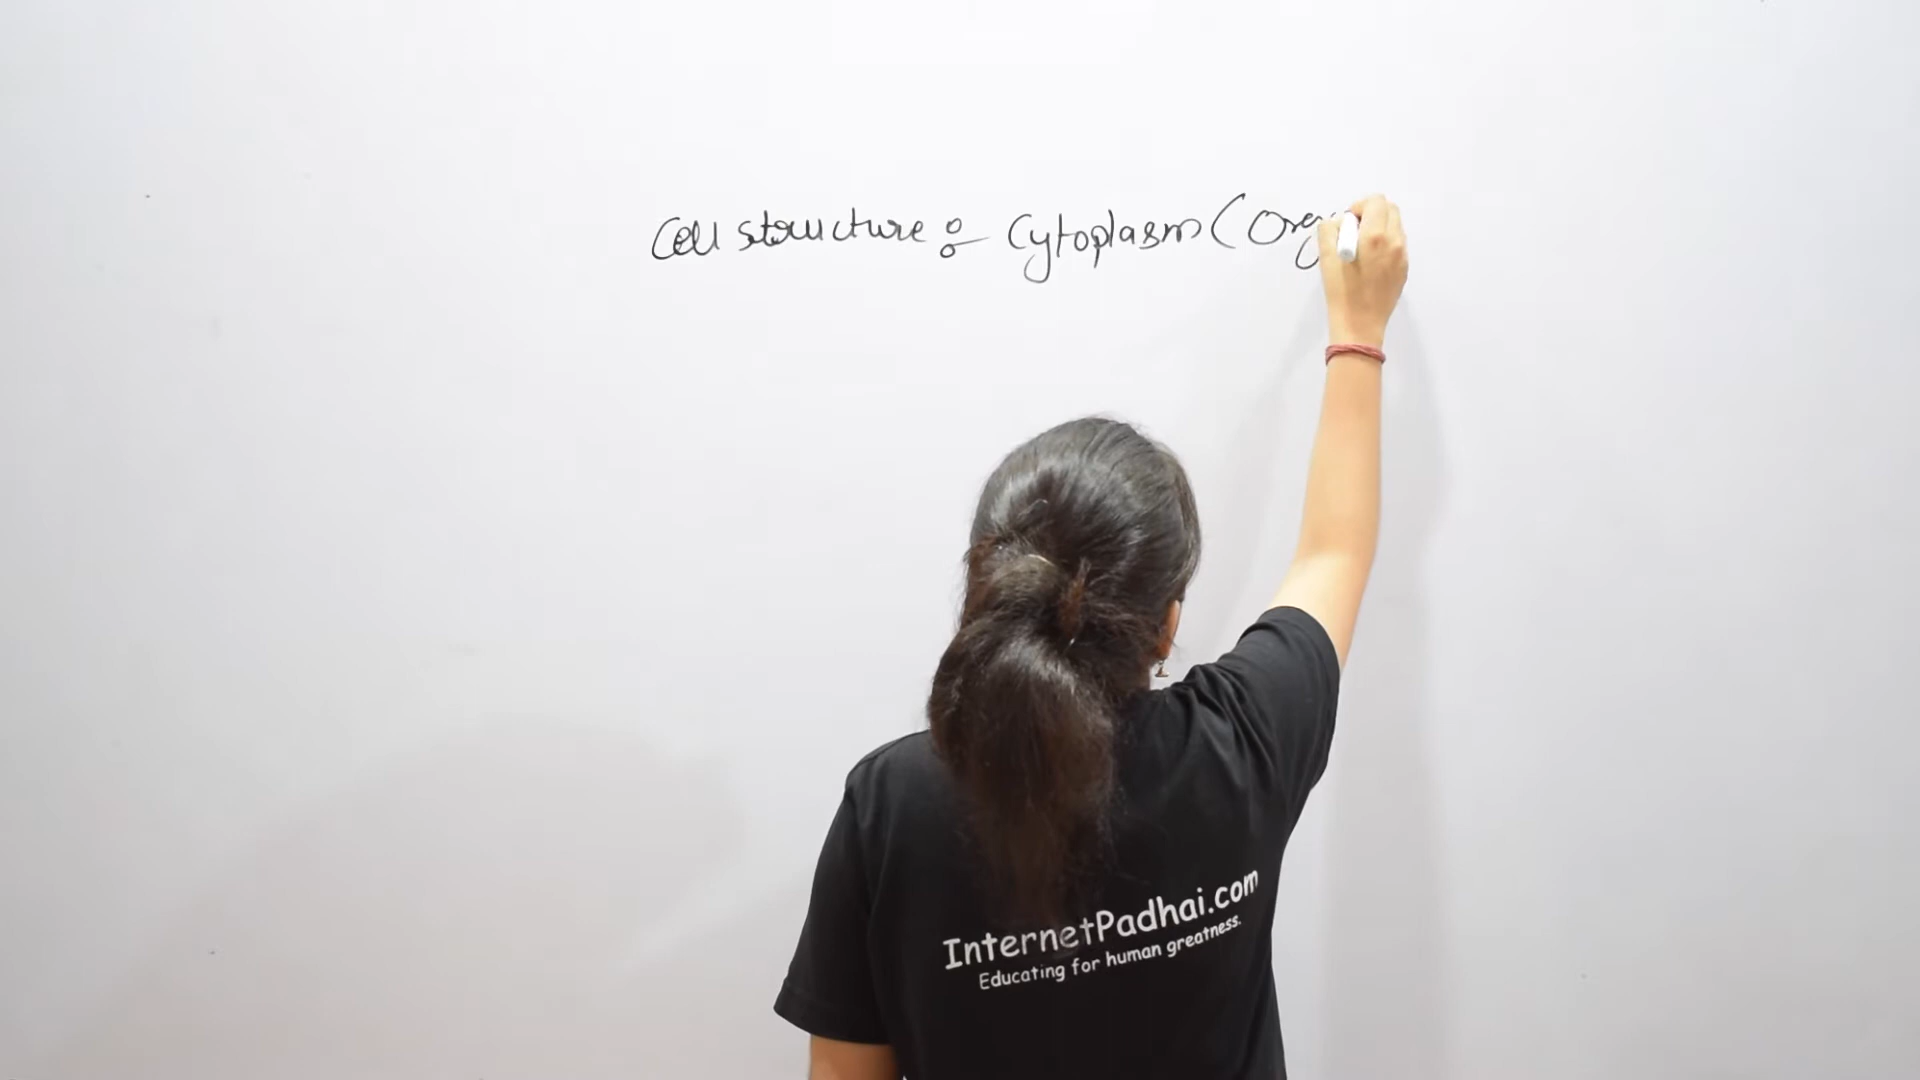 Cell structure :- Cytoplasm ( Org
InternetPadhai.com
Educating for human greatness.